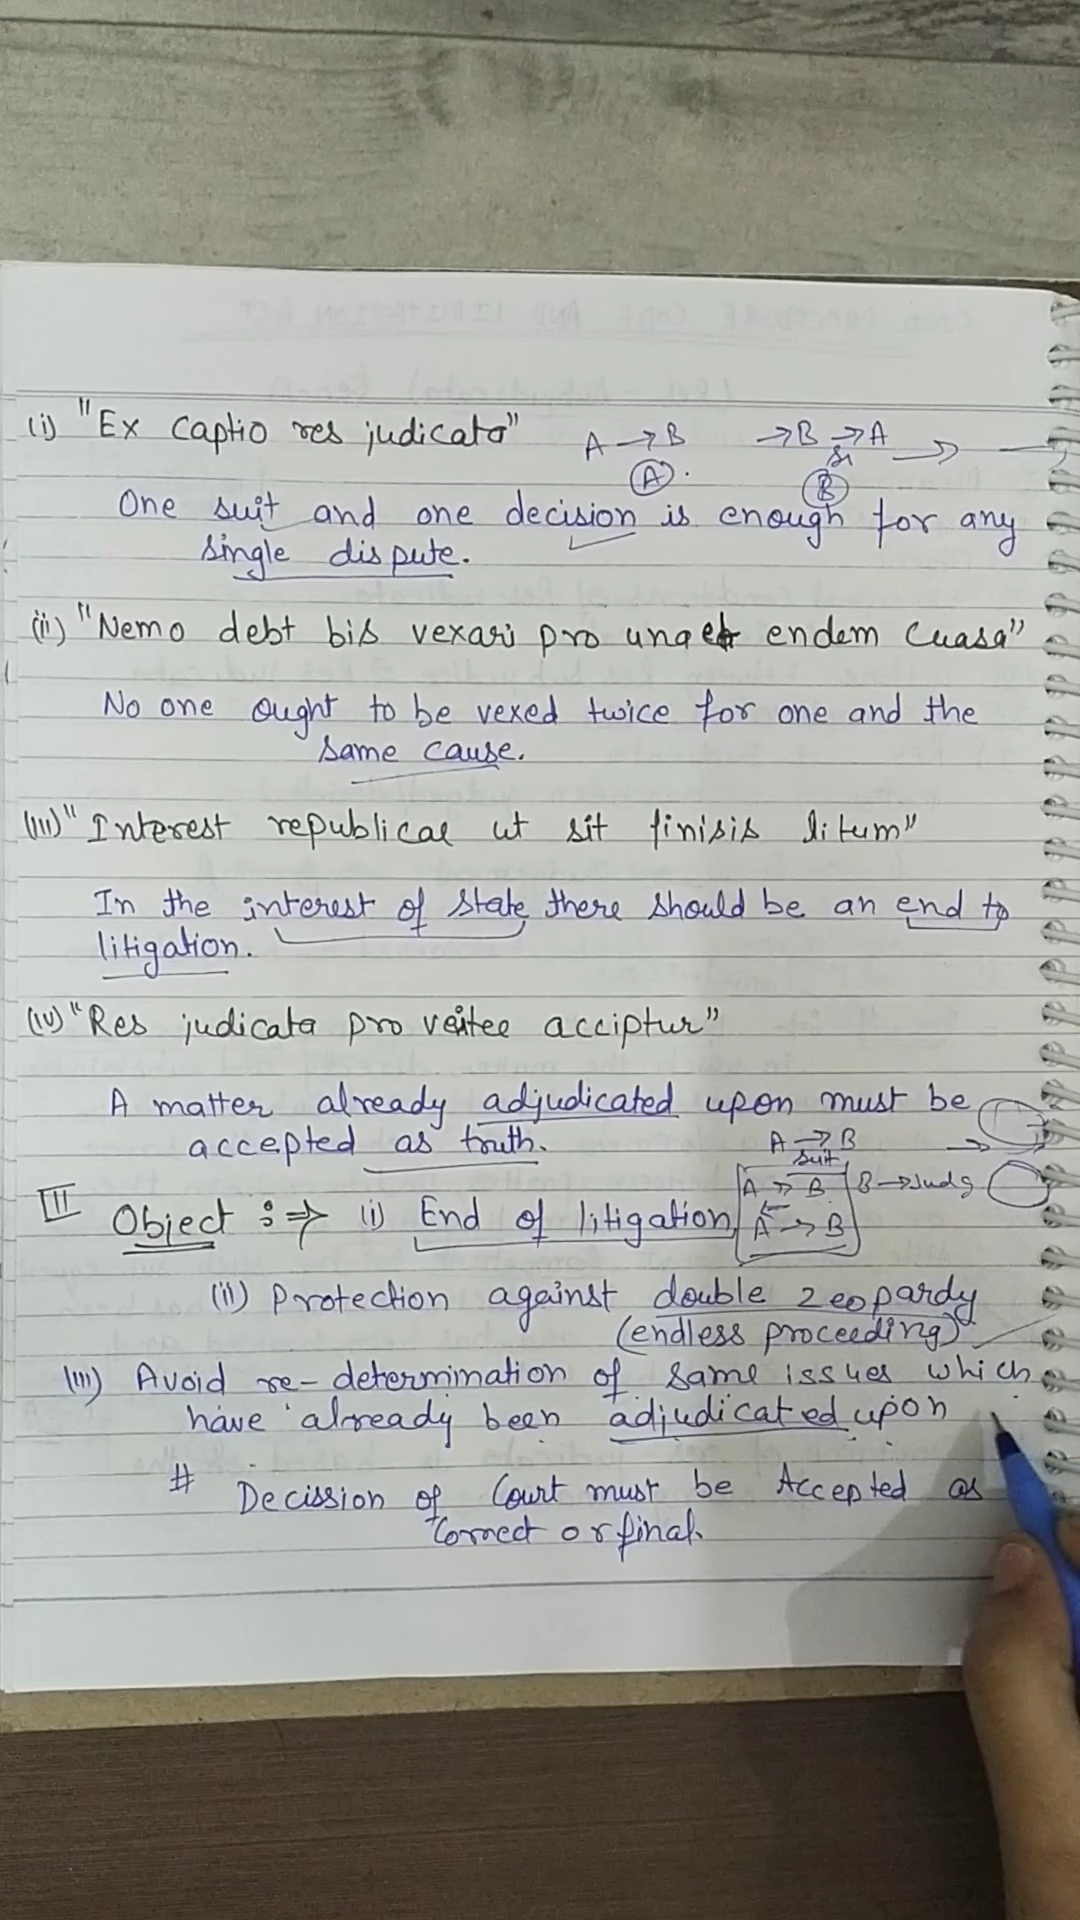 (i) "Ex Captio res judicata" A → B → B → A
A B
One suit and one decision is enough for any
single dispute.
(ii) "Nemo debt bis vexari pro una et endem cuasa"
No one ought to be vexed twice for one and the
same cause.
(iii) "Interest republicae ut sit finisis litum"
In the interest of state there should be an end to
litigation.
(iv) "Res judicata pro veitee acciptur"
A matter already adjudicated upon must be
accepted as truth.
A → B
suit
A → B B → Judg
III Object :⇒ (i) End of litigation, A → B
(ii) Protection against double zeopardy
(endless proceeding)
(iii) Avoid re-determination of same issues which
have already been adjudicated upon
# Decission of Court must be Accepted as
correct or final.